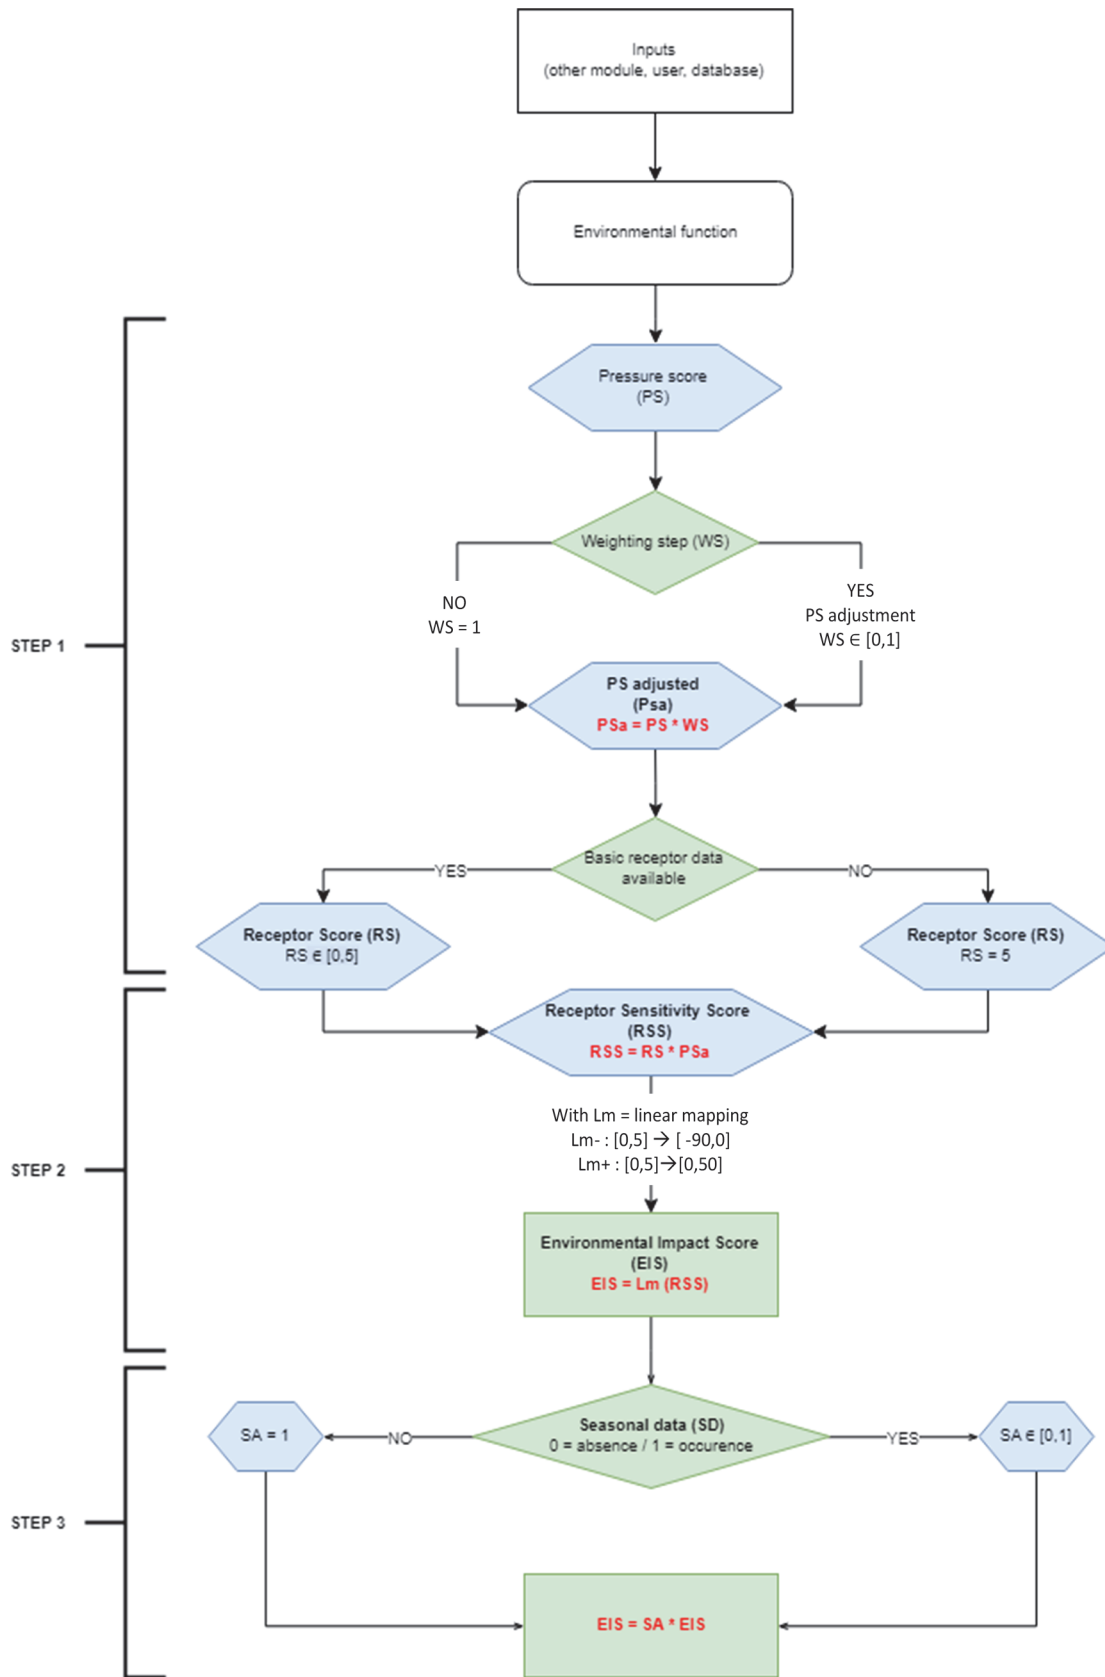 Inputs
(other module, user, database)
Environmental function
Pressure score
(PS)
Weighting step (WS)
NO
WS = 1
YES
PS adjustment
WS ∈ [0,1]
STEP 1
PS adjusted
(Psa)
PSa = PS * WS
Basic receptor data
available
YES
NO
Receptor Score (RS)
RS ∈ [0,5]
Receptor Score (RS)
RS = 5
Receptor Sensitivity Score
(RSS)
RSS = RS * PSa
With Lm = linear mapping
Lm- : [0,5] → [ -90,0]
Lm+ : [0,5]→[0,50]
STEP 2
Environmental Impact Score
(EIS)
EIS = Lm (RSS)
Seasonal data (SD)
0 = absence / 1 = occurence
SA = 1
NO
YES
SA ∈ [0,1]
STEP 3
EIS = SA * EIS